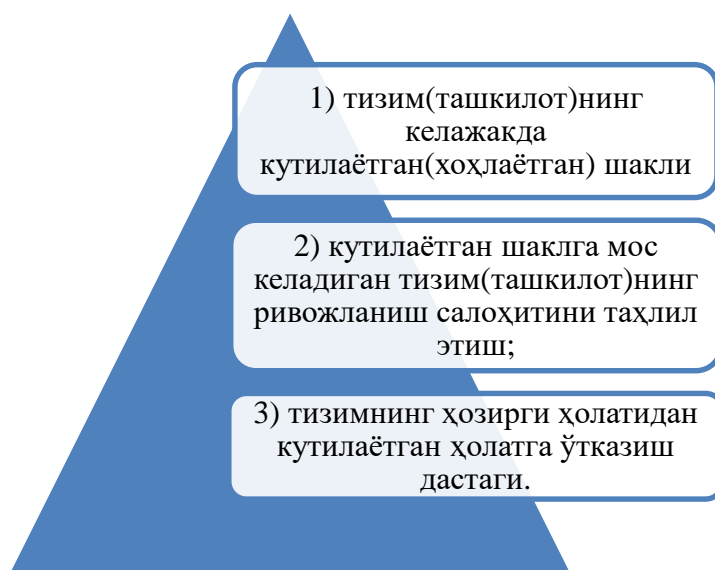 1) тизим(ташкилот)нинг
келажакда
кутилаётган(хоҳлаётган) шакли
2) кутилаётган шаклга мос
келадиган тизим(ташкилот)нинг
ривожланиш салоҳитини таҳлил
этиш;
3) тизимнинг ҳозирги ҳолатидан
кутилаётган ҳолатга ўтказиш
дастаги.